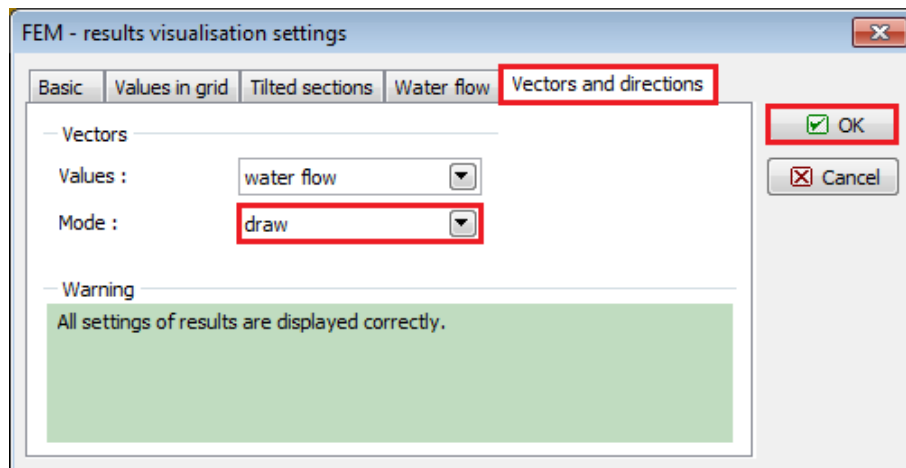 FEM - results visualisation settings
Basic Values in grid Tilted sections Water flow Vectors and directions
OK
Vectors
Values : water flow
Cancel
Mode : draw
Warning
All settings of results are displayed correctly.